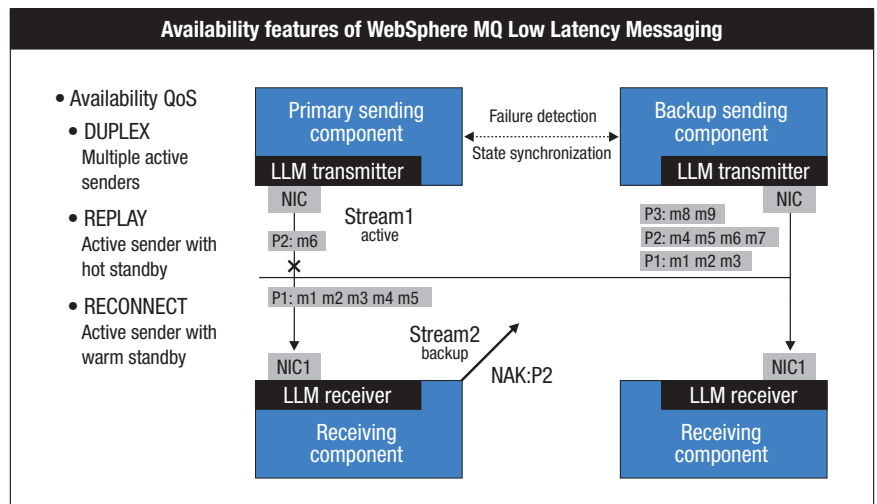 Availability features of WebSphere MQ Low Latency Messaging
• Availability QoS
• DUPLEX
Multiple active
senders
• REPLAY
Active sender with
hot standby
• RECONNECT
Active sender with
warm standby
Primary sending
component
LLM transmitter
NIC
Failure detection
State synchronization
Backup sending
component
LLM transmitter
NIC
Stream1
active
P2: m6
P3: m8 m9
P2: m4 m5 m6 m7
P1: m1 m2 m3
P1: m1 m2 m3 m4 m5
Stream2
backup
NAK:P2
NIC1
LLM receiver
Receiving
component
NIC1
LLM receiver
Receiving
component